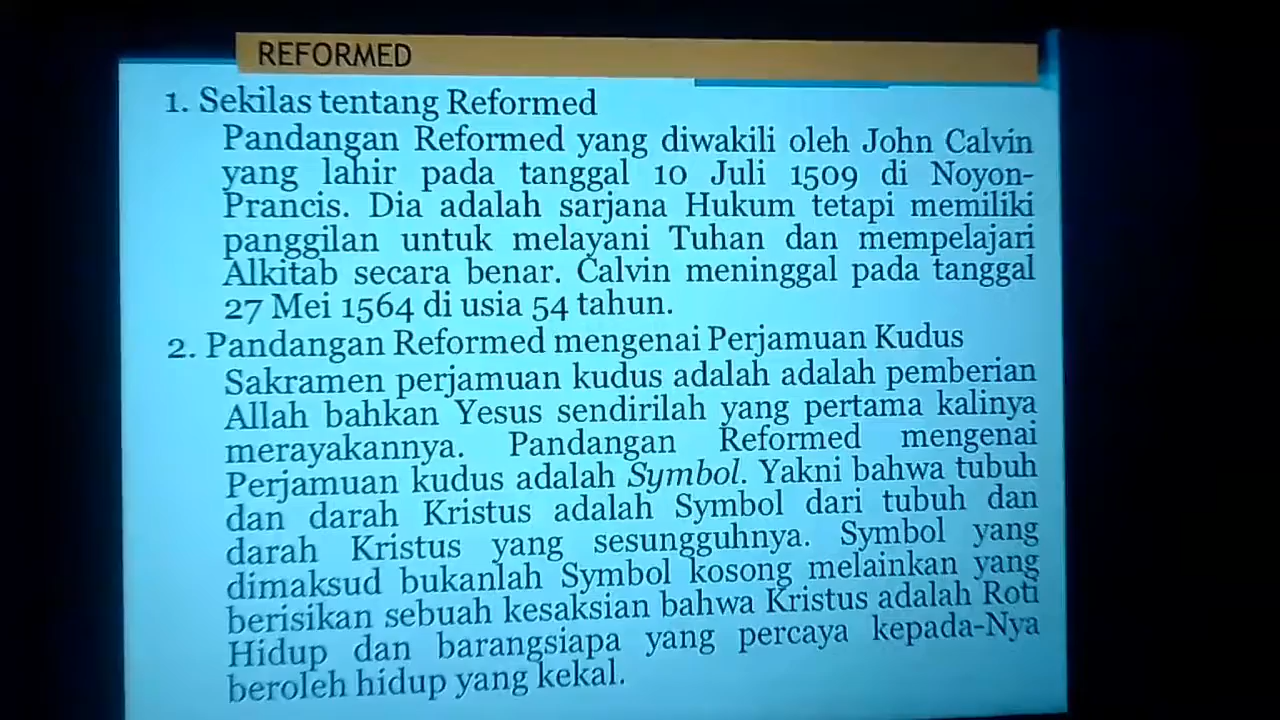 REFORMED
1. Sekilas tentang Reformed
Pandangan Reformed yang diwakili oleh John Calvin
yang lahir pada tanggal 10 Juli 1509 di Noyon-
Prancis. Dia adalah sarjana Hukum tetapi memiliki
panggilan untuk melayani Tuhan dan mempelajari
Alkitab secara benar. Calvin meninggal pada tanggal
27 Mei 1564 di usia 54 tahun.
2. Pandangan Reformed mengenai Perjamuan Kudus
Sakramen perjamuan kudus adalah adalah pemberian
Allah bahkan Yesus sendirilah yang pertama kalinya
merayakannya. Pandangan Reformed mengenai
Perjamuan kudus adalah Symbol. Yakni bahwa tubuh
dan darah Kristus adalah Symbol dari tubuh dan
darah Kristus yang sesungguhnya. Symbol yang
dimaksud bukanlah Symbol kosong melainkan yang
berisikan sebuah kesaksian bahwa Kristus adalah Roti
Hidup dan barangsiapa yang percaya kepada-Nya
beroleh hidup yang kekal.